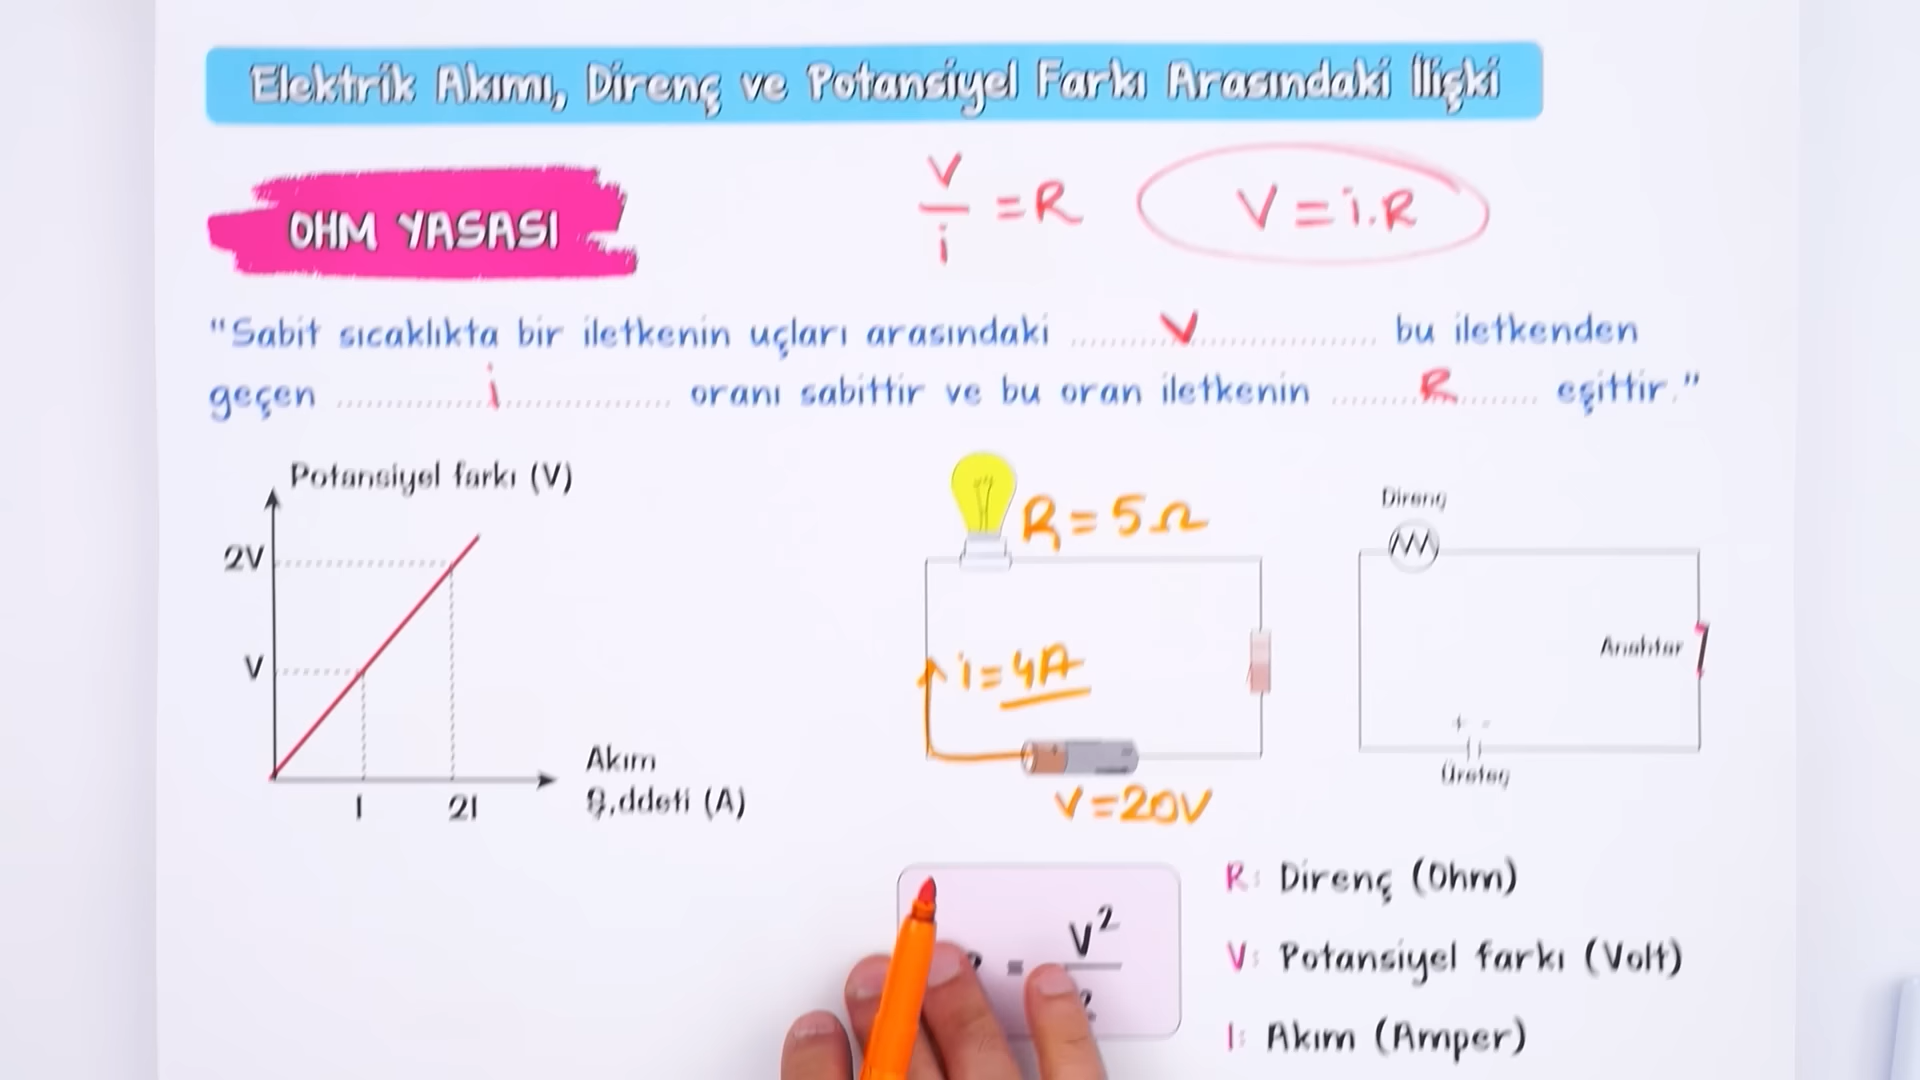 Elektrik Akımı, Direnç ve Potansiyel Farkı Arasındaki İlişki
OHM YASASI
V/i = R
V = i.R
"Sabit sıcaklıkta bir iletkenin uçları arasındaki ..........V................ bu iletkenden
geçen ..............i............... oranı sabittir ve bu oran iletkenin .........R........ eşittir."
Potansiyel farkı (V)
2V
V
I
2I
Akım
Ş,ddeti (A)
R = 5Ω
i = 4A
V = 20V
Direnç
Anahtar
+ -
Üreteç
= V²
R: Direnç (Ohm)
V: Potansiyel farkı (Volt)
I: Akım (Amper)